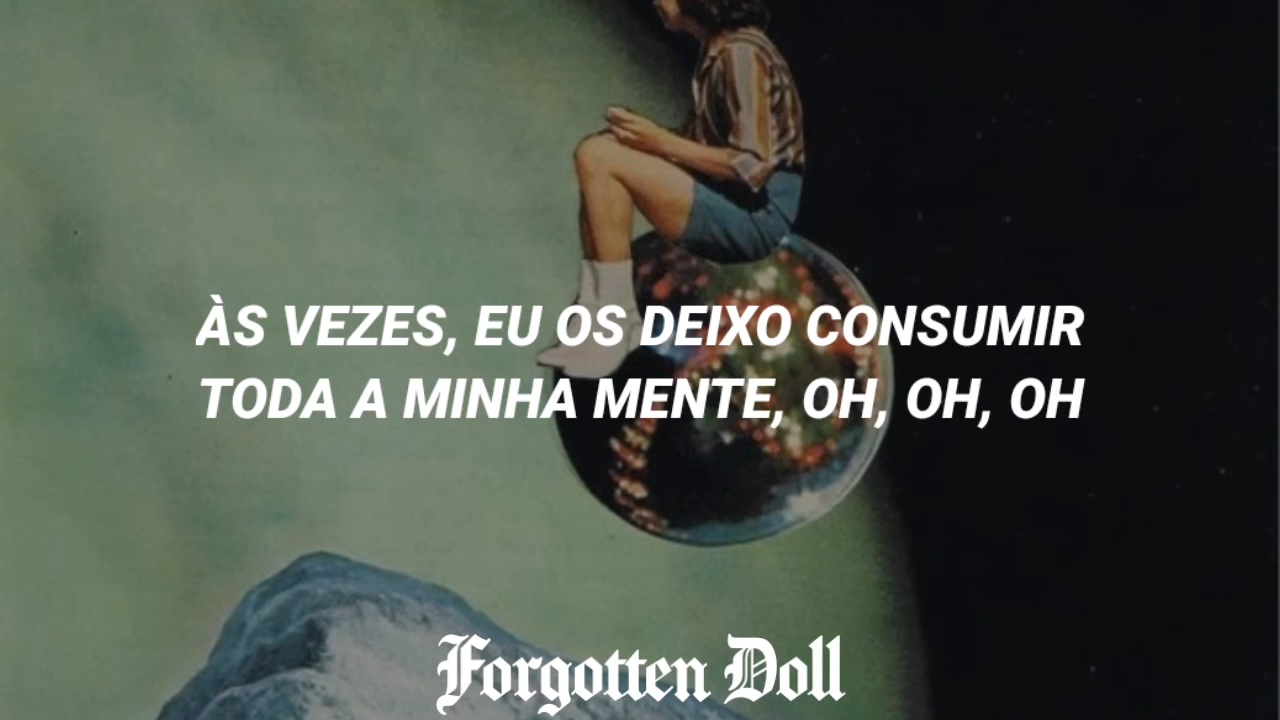 ÀS VEZES, EU OS DEIXO CONSUMIR
TODA A MINHA MENTE, OH, OH, OH
Forgotten Doll